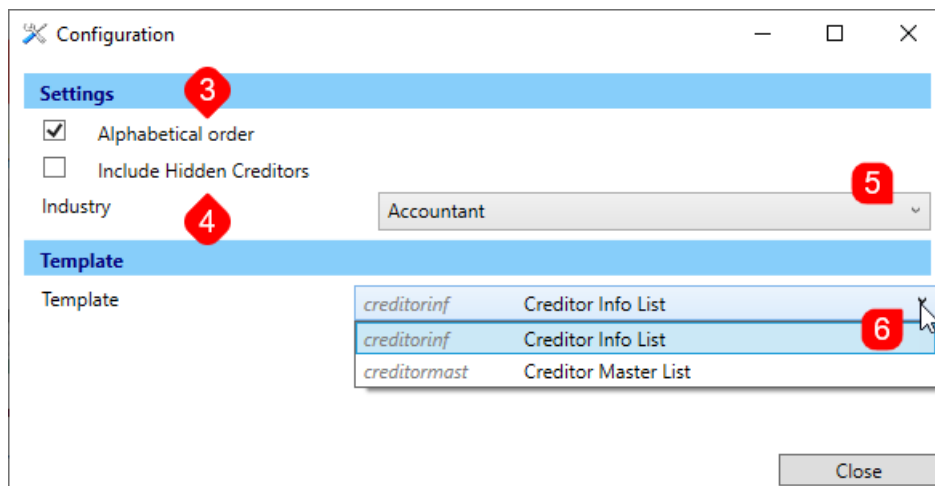 Configuration
Settings
3
Alphabetical order
Include Hidden Creditors
Industry
4
Accountant
5
Template
Template
creditorinf Creditor Info List
creditorinf Creditor Info List
6
creditormast Creditor Master List
Close